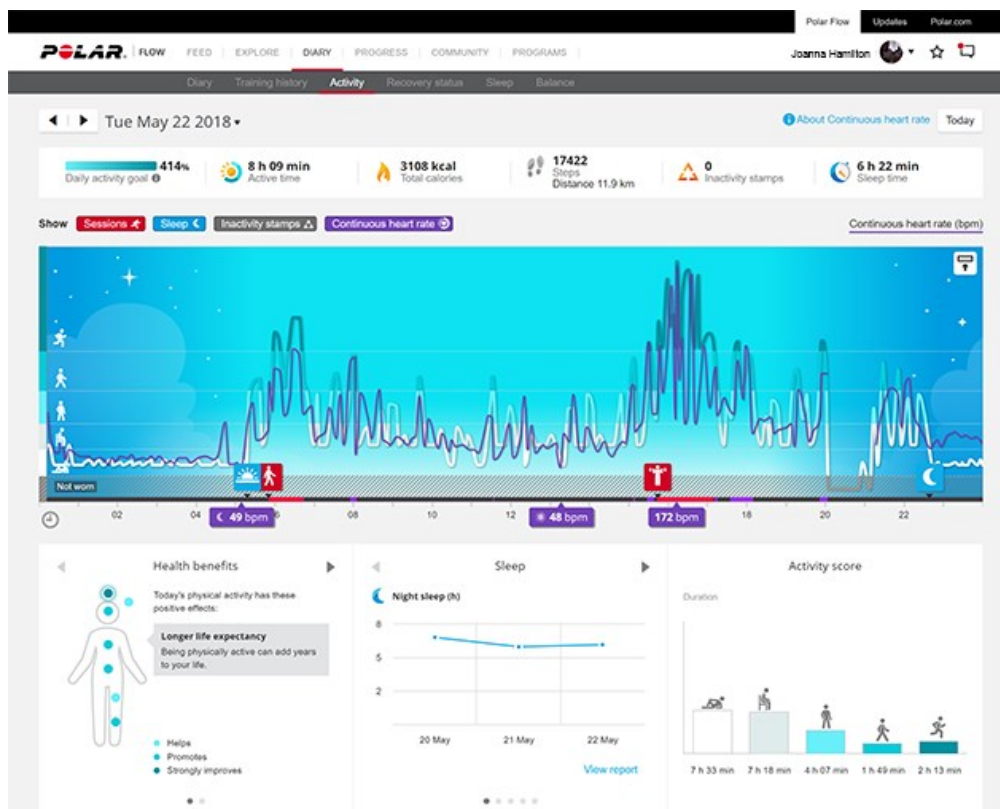 Polar Flow Updates Polar.com
POLAR. FLOW FEED EXPLORE DIARY PROGRESS COMMUNITY PROGRAMS Joanna Hamilton
Diary Training history Activity Recovery status Sleep Balance
Tue May 22 2018 About Continuous heart rate Today
414% 8 h 09 min 3108 kcal 17422 0 6 h 22 min
Daily activity goal Active time Total calories Steps Inactivity stamps Sleep time
Distance 11.9 km
Show Sessions Sleep Inactivity stamps Continuous heart rate Continuous heart rate (bpm)
Not worn
02 04 6 08 10 12 18 20 22
49 bpm 48 bpm 172 bpm
Health benefits
Today's physical activity has these
positive effects:
Longer life expectancy
Being physically active can add years
to your life.
Helps
Promotes
Strongly improves
Sleep
Night sleep (h)
8
5
2
20 May 21 May 22 May
View report
Activity score
Duration
7 h 33 min 7 h 18 min 4 h 07 min 1 h 49 min 2 h 13 min